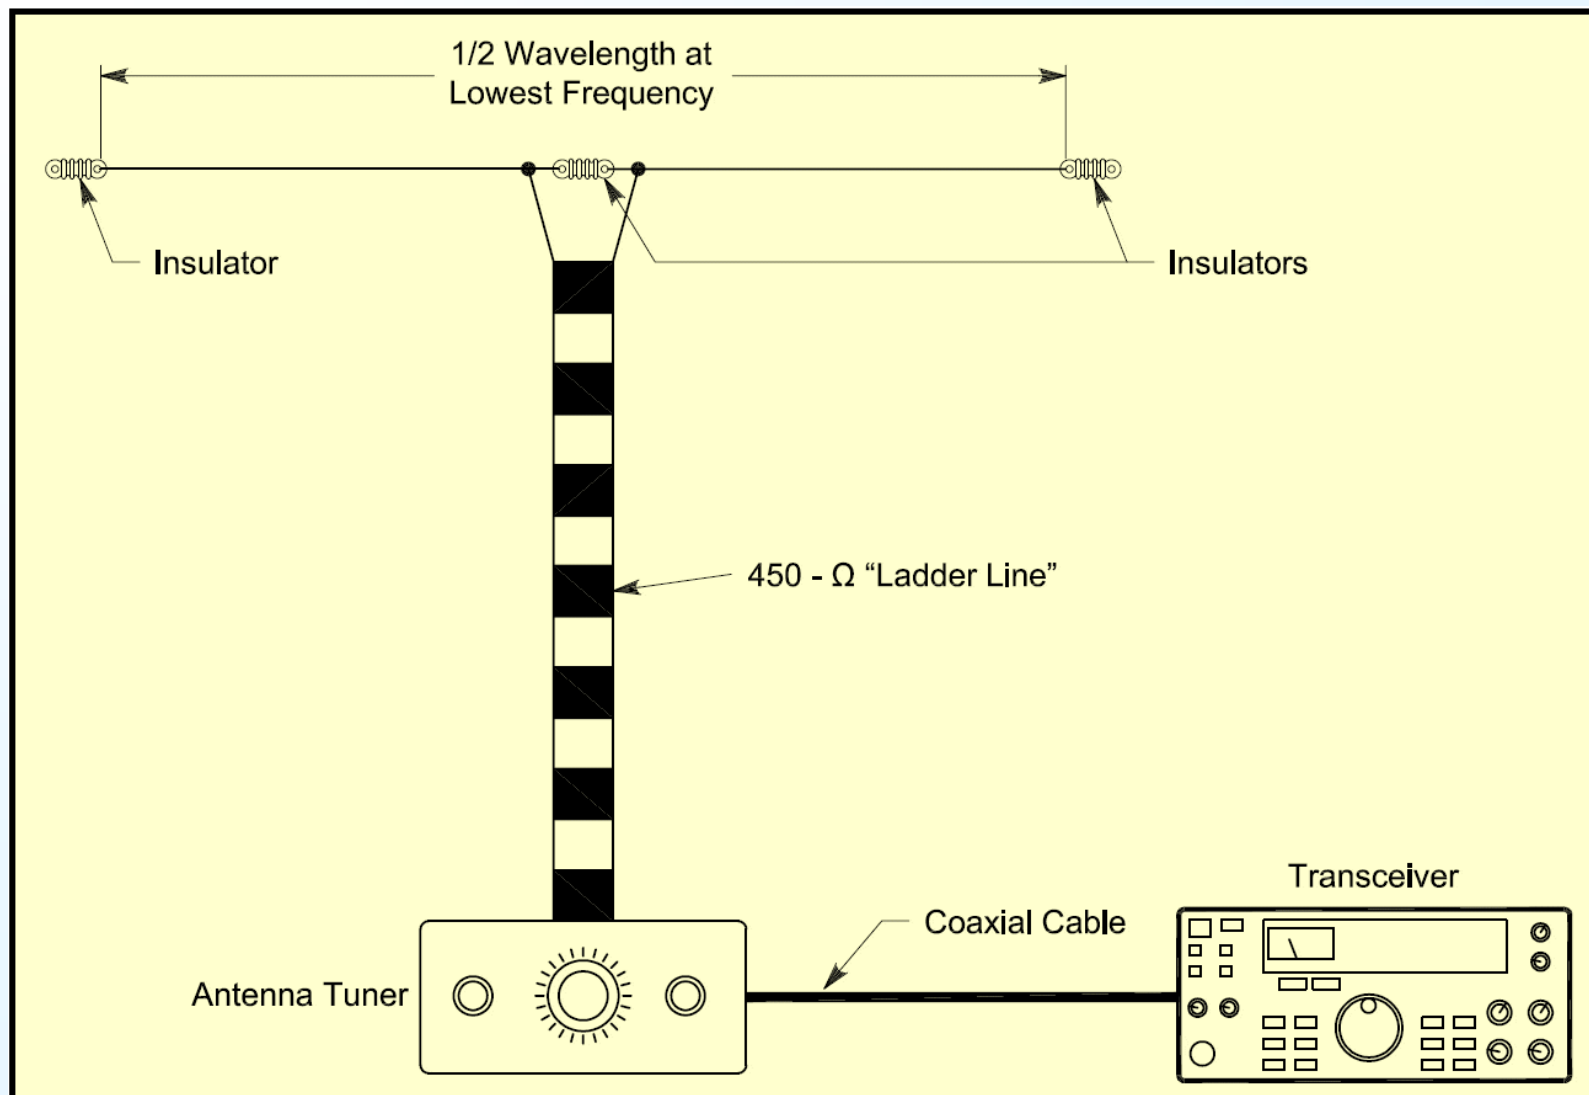 1/2 Wavelength at
Lowest Frequency
Insulator
Insulators
450 - Ω “Ladder Line”
Transceiver
Coaxial Cable
Antenna Tuner